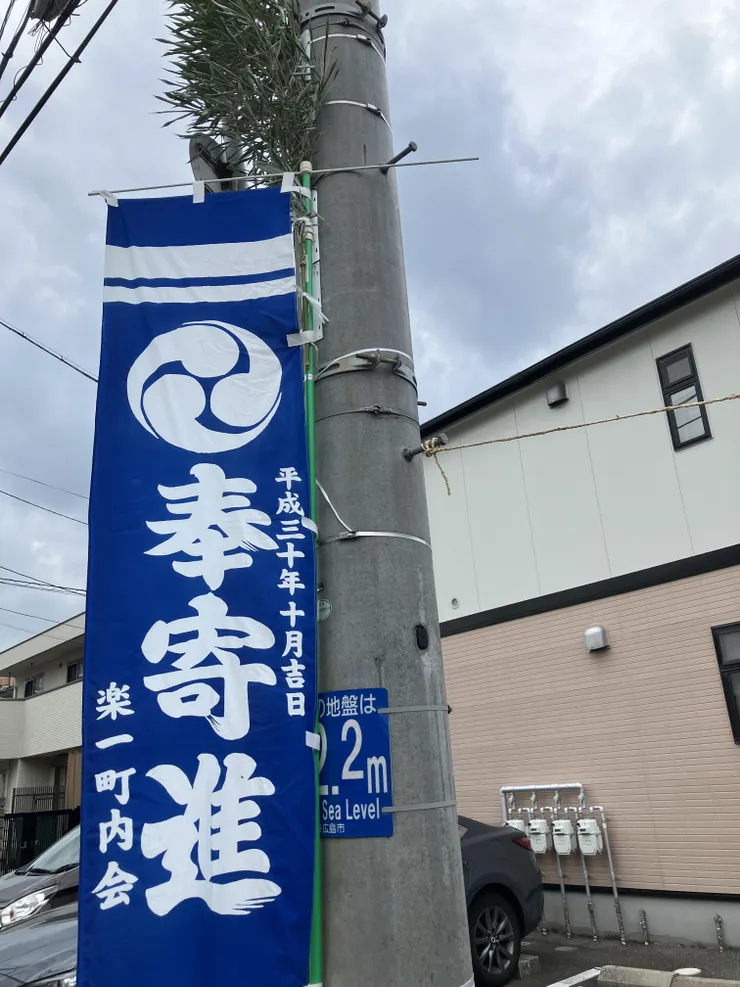 平成三十年十月吉日
奉寄進
楽一町内会
の地盤は
2.2m
Sea Level
広島市